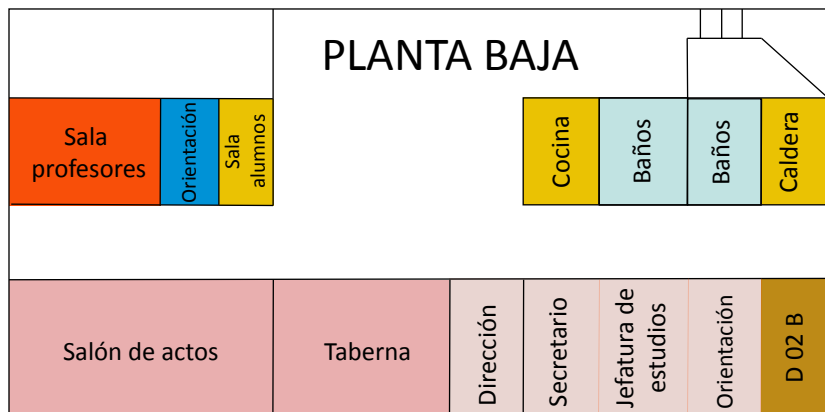 PLANTA BAJA
Sala
profesores
Orientación
Sala
alumnos
Cocina
Baños
Baños
Caldera
Salón de actos
Taberna
Dirección
Secretario
Jefatura de
estudios
Orientación
D 02 B